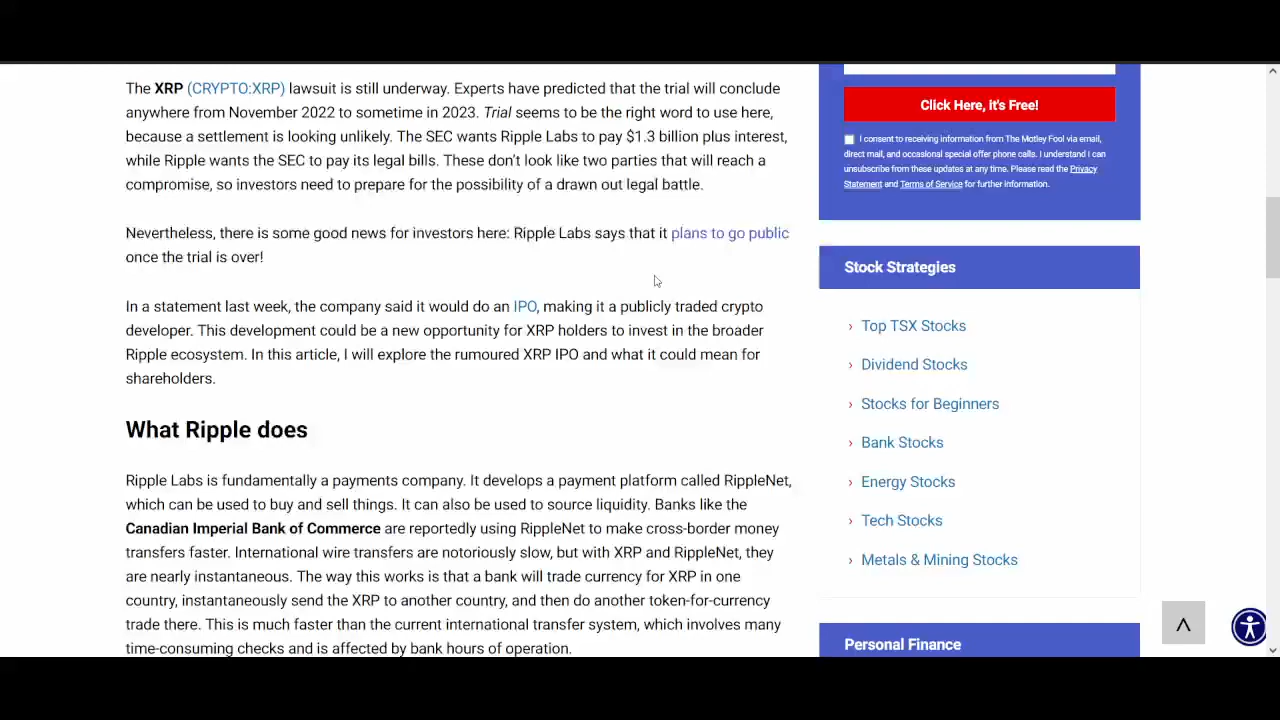 The XRP (CRYPTO:XRP) lawsuit is still underway. Experts have predicted that the trial will conclude
anywhere from November 2022 to sometime in 2023. Trial seems to be the right word to use here,
because a settlement is looking unlikely. The SEC wants Ripple Labs to pay $1.3 billion plus interest,
while Ripple wants the SEC to pay its legal bills. These don't look like two parties that will reach a
compromise, so investors need to prepare for the possibility of a drawn out legal battle.
Nevertheless, there is some good news for investors here: Ripple Labs says that it plans to go public
once the trial is over!
In a statement last week, the company said it would do an IPO, making it a publicly traded crypto
developer. This development could be a new opportunity for XRP holders to invest in the broader
Ripple ecosystem. In this article, I will explore the rumoured XRP IPO and what it could mean for
shareholders.
What Ripple does
Ripple Labs is fundamentally a payments company. It develops a payment platform called RippleNet,
which can be used to buy and sell things. It can also be used to source liquidity. Banks like the
Canadian Imperial Bank of Commerce are reportedly using RippleNet to make cross-border money
transfers faster. International wire transfers are notoriously slow, but with XRP and RippleNet, they
are nearly instantaneous. The way this works is that a bank will trade currency for XRP in one
country, instantaneously send the XRP to another country, and then do another token-for-currency
trade there. This is much faster than the current international transfer system, which involves many
time-consuming checks and is affected by bank hours of operation.
Click Here, it's Free!
I consent to receiving information from The Motley Fool via email,
direct mail, and occasional special offer phone calls. I understand I can
unsubscribe from these updates at any time. Please read the Privacy
Statement and Terms of Service for further information.
Stock Strategies
› Top TSX Stocks
› Dividend Stocks
› Stocks for Beginners
› Bank Stocks
› Energy Stocks
› Tech Stocks
› Metals & Mining Stocks
Personal Finance